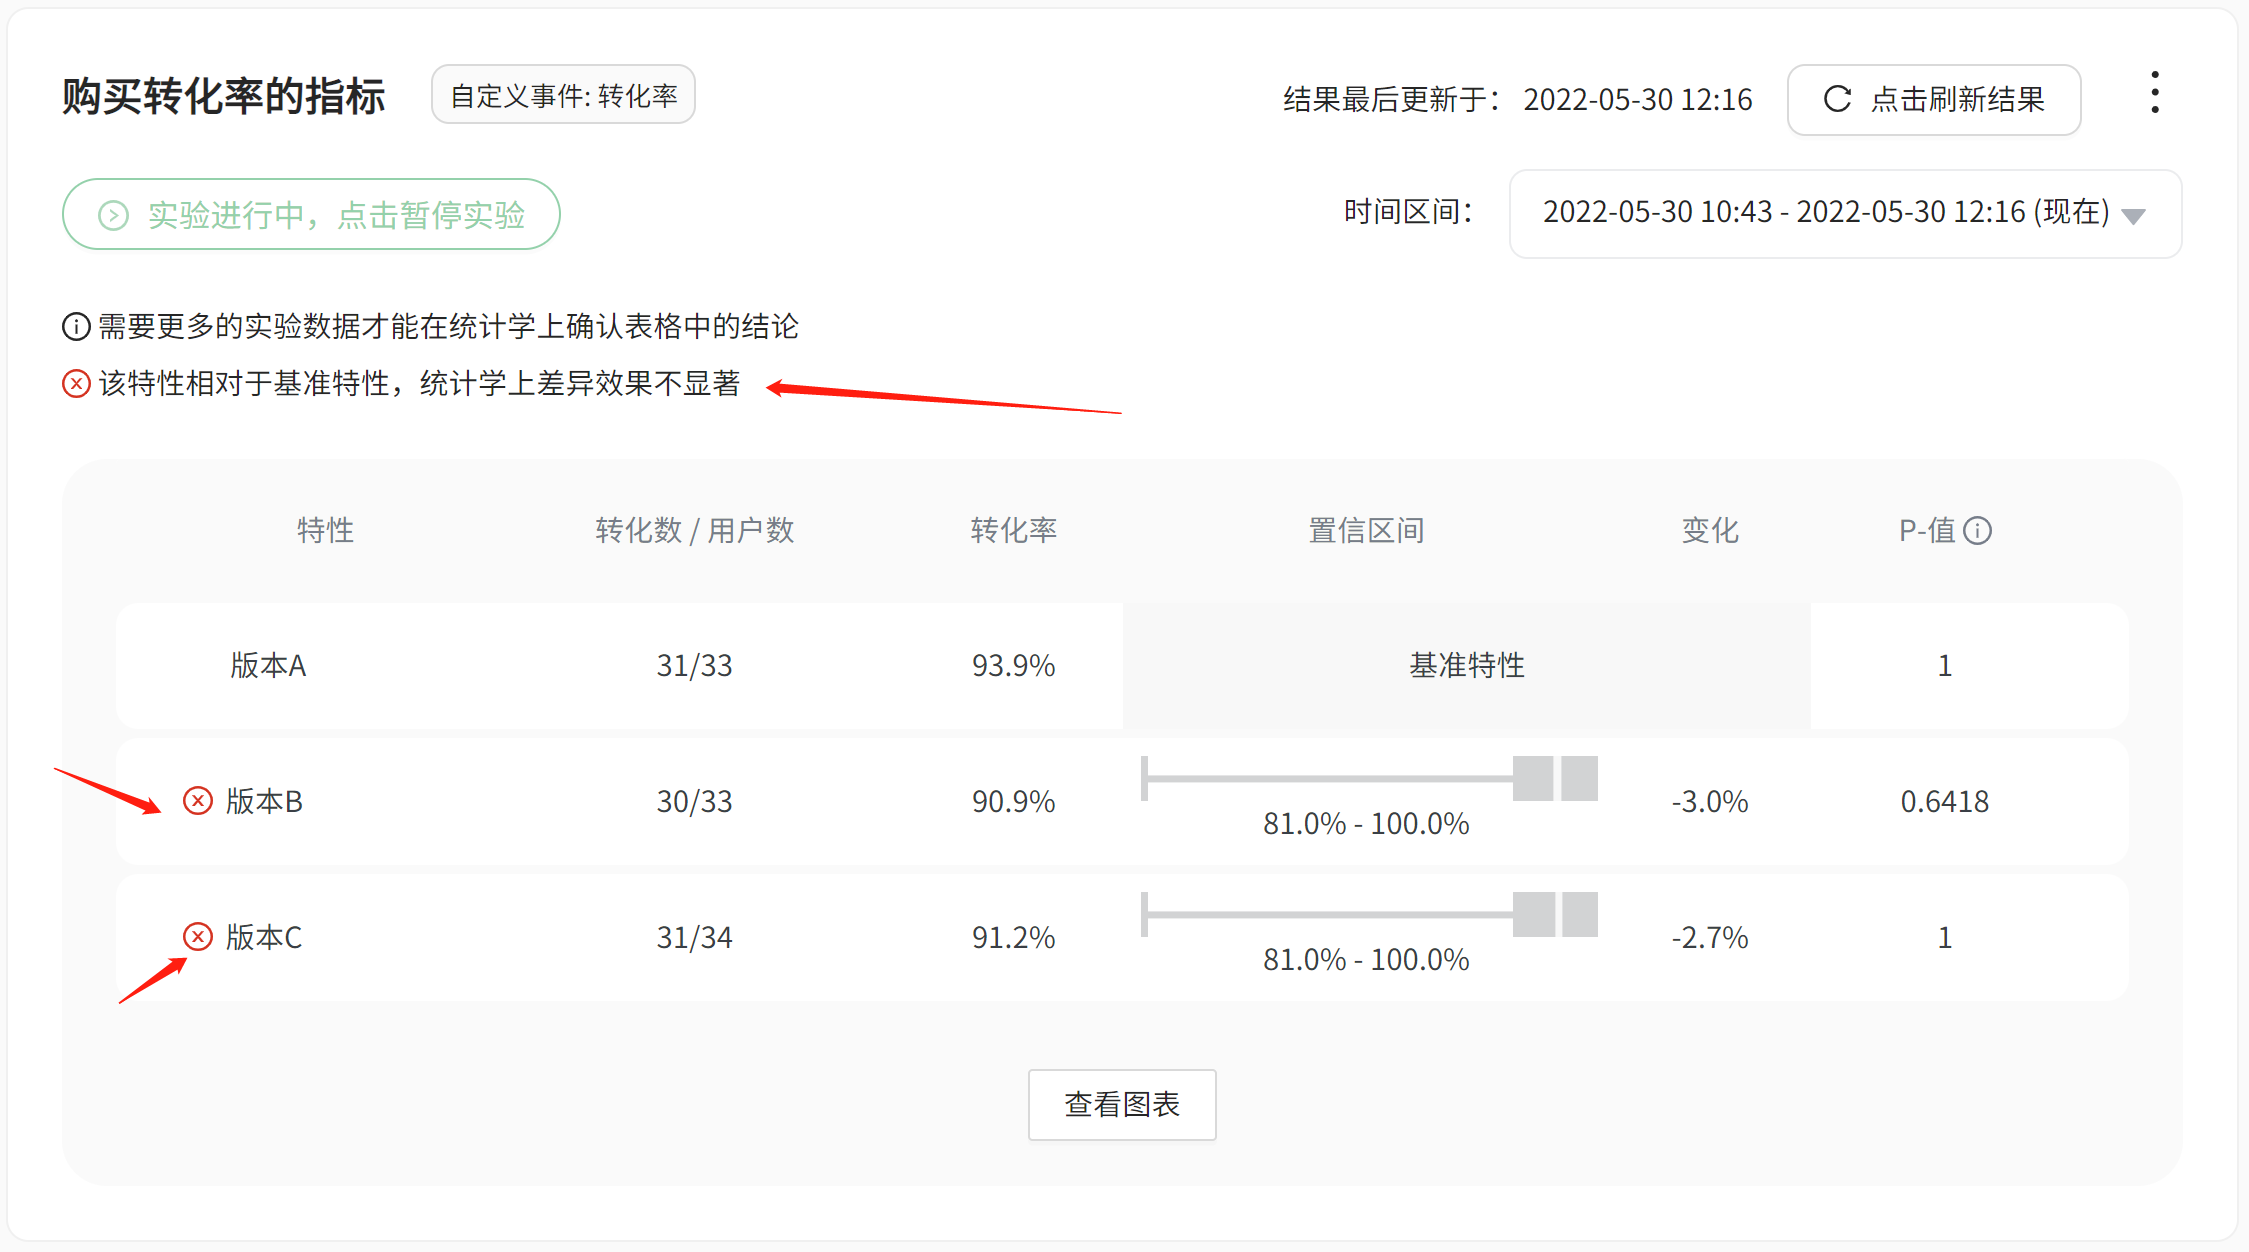 购买转化率的指标
自定义事件: 转化率
结果最后更新于： 2022-05-30 12:16
点击刷新结果
实验进行中，点击暂停实验
时间区间： 2022-05-30 10:43 - 2022-05-30 12:16 (现在)
需要更多的实验数据才能在统计学上确认表格中的结论
该特性相对于基准特性，统计学上差异效果不显著
特性 转化数 / 用户数 转化率 置信区间 变化 P-值
版本A 31/33 93.9% 基准特性 1
版本B 30/33 90.9% 81.0% - 100.0% -3.0% 0.6418
版本C 31/34 91.2% 81.0% - 100.0% -2.7% 1
查看图表